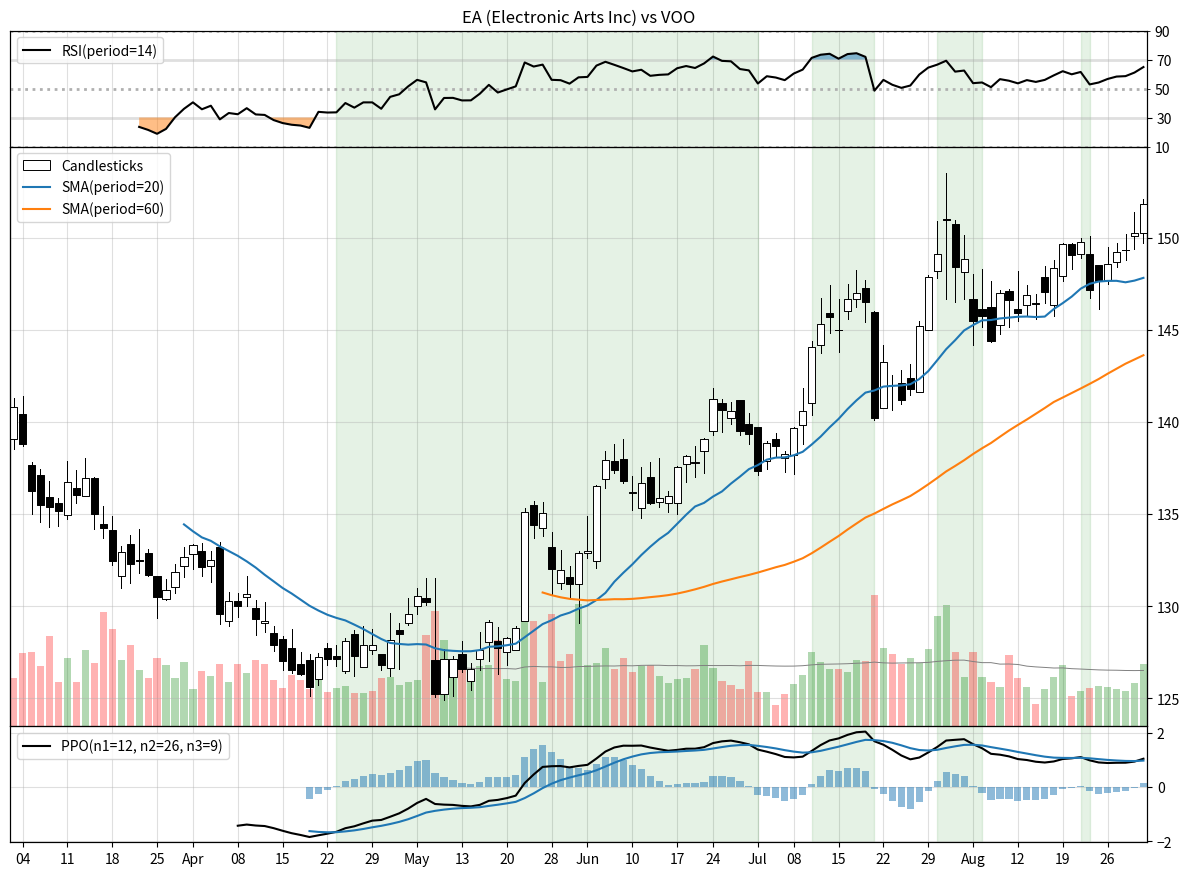 EA (Electronic Arts Inc) vs VOO
RSI(period=14)
90
70
50
30
10
Candlesticks
SMA(period=20)
SMA(period=60)
150
145
140
135
130
125
PPO(n1=12, n2=26, n3=9)
2
0
−2
04 11 18 25 Apr 08 15 22 29 May 13 20 28 Jun 10 17 24 Jul 08 15 22 29 Aug 12 19 26